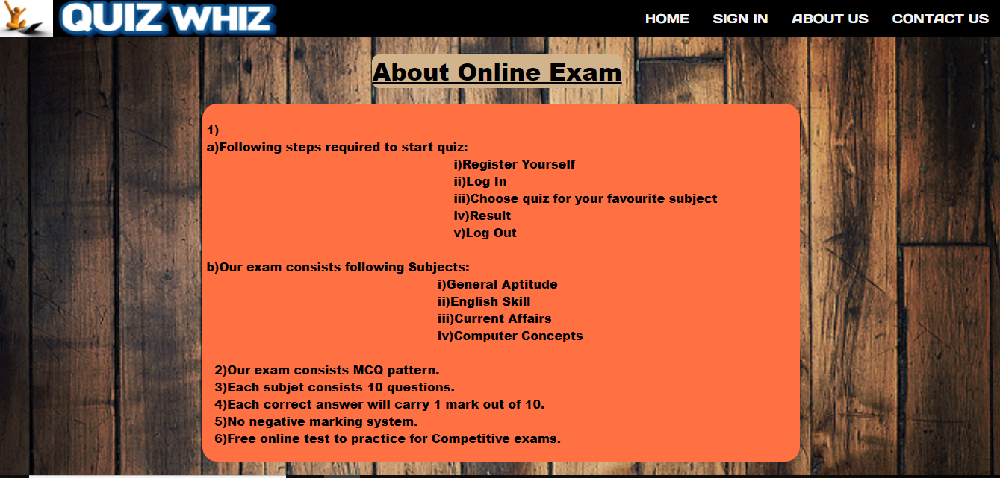 QUIZ WHIZ
HOME SIGN IN ABOUT US CONTACT US
About Online Exam
1)
a)Following steps required to start quiz:
i)Register Yourself
ii)Log In
iii)Choose quiz for your favourite subject
iv)Result
v)Log Out
b)Our exam consists following Subjects:
i)General Aptitude
ii)English Skill
iii)Current Affairs
iv)Computer Concepts
2)Our exam consists MCQ pattern.
3)Each subjet consists 10 questions.
4)Each correct answer will carry 1 mark out of 10.
5)No negative marking system.
6)Free online test to practice for Competitive exams.